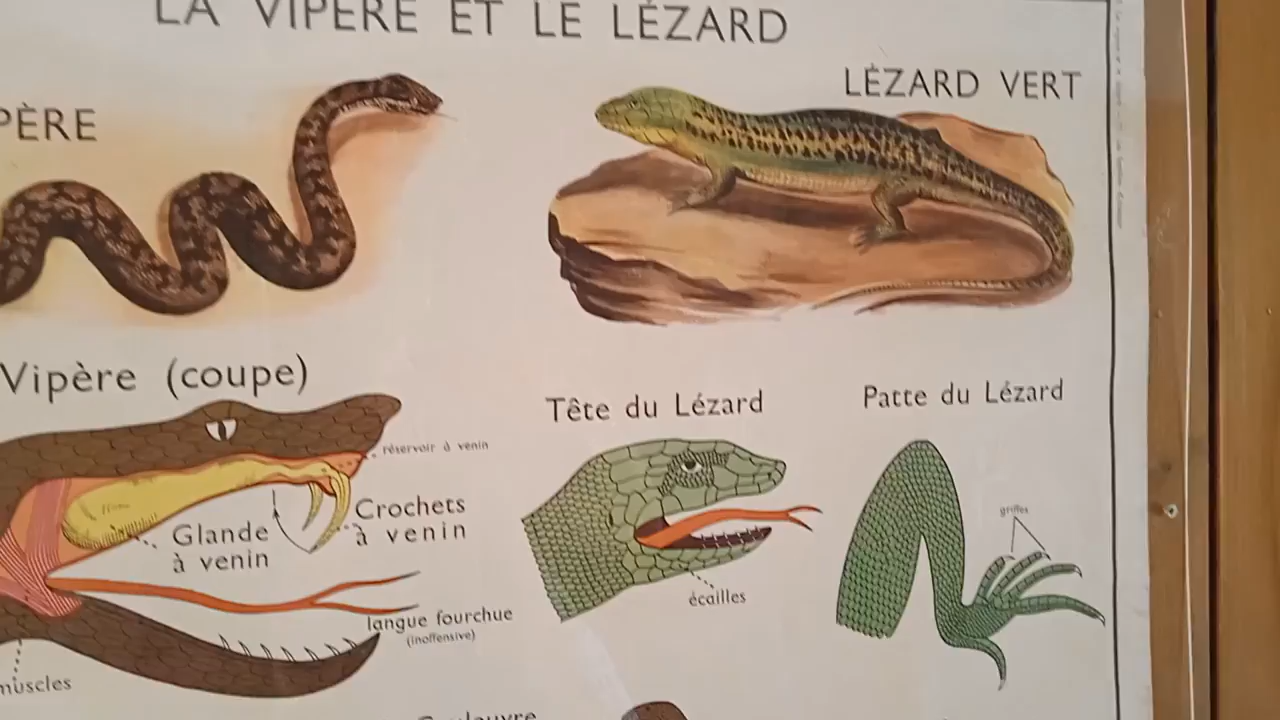 LA VIPÈRE ET LE LÉZARD
LÉZARD VERT
PÈRE
Vipère (coupe)
Tête du Lézard
Patte du Lézard
réservoir à venin
Crochets
à venin
Glande
à venin
griffes
écailles
langue fourchue
(inoffensive)
muscles